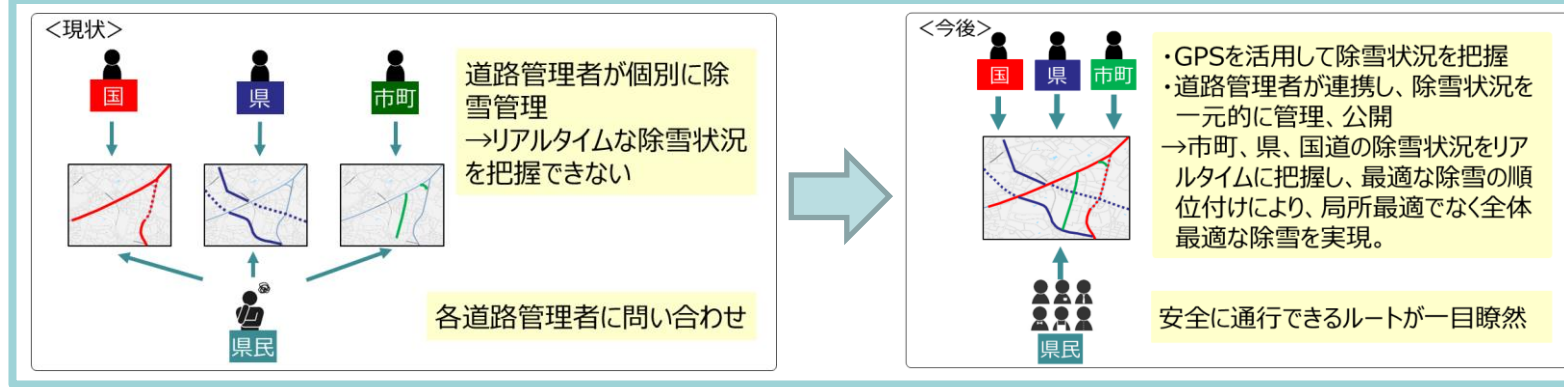 <現状>
国
県
市町
道路管理者が個別に除
雪管理
→リアルタイムな除雪状況
を把握できない
各道路管理者に問い合わせ
県民
<今後>
国
県
市町
・GPSを活用して除雪状況を把握
・道路管理者が連携し、除雪状況を
一元的に管理、公開
→市町、県、国道の除雪状況をリア
ルタイムに把握し、最適な除雪の順
位付けにより、局所最適でなく全体
最適な除雪を実現。
安全に通行できるルートが一目瞭然
県民